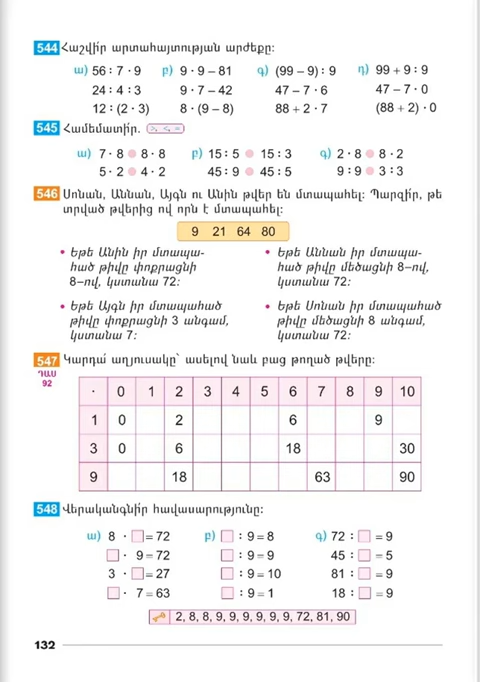 544 Հաշվի՛ր արտահայտության արժեքը:
ա) 56 : 7 · 9 բ) 9 · 9 – 81 գ) (99 – 9) : 9 դ) 99 + 9 : 9
24 : 4 : 3 9 · 7 – 42 47 – 7 · 6 47 – 7 · 0
12 : (2 · 3) 8 · (9 – 8) 88 + 2 · 7 (88 + 2) · 0
545 Համեմատի՛ր. >, <, =
ա) 7 · 8 8 · 8 բ) 15 : 5 15 : 3 գ) 2 · 8 8 · 2
5 · 2 4 · 2 45 : 9 45 : 5 9 : 9 3 : 3
546 Սոնան, Աննան, Այգն ու Անին թվեր են մտապահել: Պարզի՛ր, թե
տրված թվերից ով որն է մտապահել:
9 21 64 80
• Եթե Անին իր մտապա-
հած թիվը փոքրացնի
8–ով, կստանա 72:
• Եթե Աննան իր մտապա-
հած թիվը մեծացնի 8–ով,
կստանա 72:
• Եթե Այգն իր մտապահած
թիվը փոքրացնի 3 անգամ,
կստանա 7:
• Եթե Սոնան իր մտապահած
թիվը մեծացնի 8 անգամ,
կստանա 72:
547 Կարդա՛ աղյուսակը՝ ասելով նաև բաց թողած թվերը:
ԴԱՍ
92
· 0 1 2 3 4 5 6 7 8 9 10
1 0 2 6 9
3 0 6 18 30
9 18 63 90
548 Վերականգնի՛ր հավասարությունը:
ա) 8 · □ = 72 բ) □ : 9 = 8 գ) 72 : □ = 9
□ · 9 = 72 □ : 9 = 9 45 : □ = 5
3 · □ = 27 □ : 9 = 10 81 : □ = 9
□ · 7 = 63 □ : 9 = 1 18 : □ = 9
2, 8, 8, 9, 9, 9, 9, 9, 9, 72, 81, 90
132